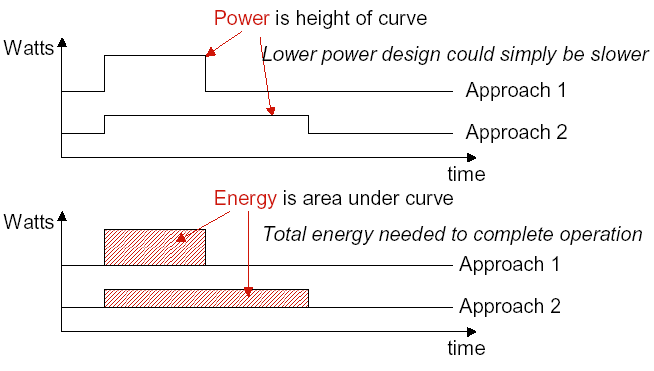 Power is height of curve
Watts
Lower power design could simply be slower
Approach 1
Approach 2
time
Energy is area under curve
Watts
Total energy needed to complete operation
Approach 1
Approach 2
time